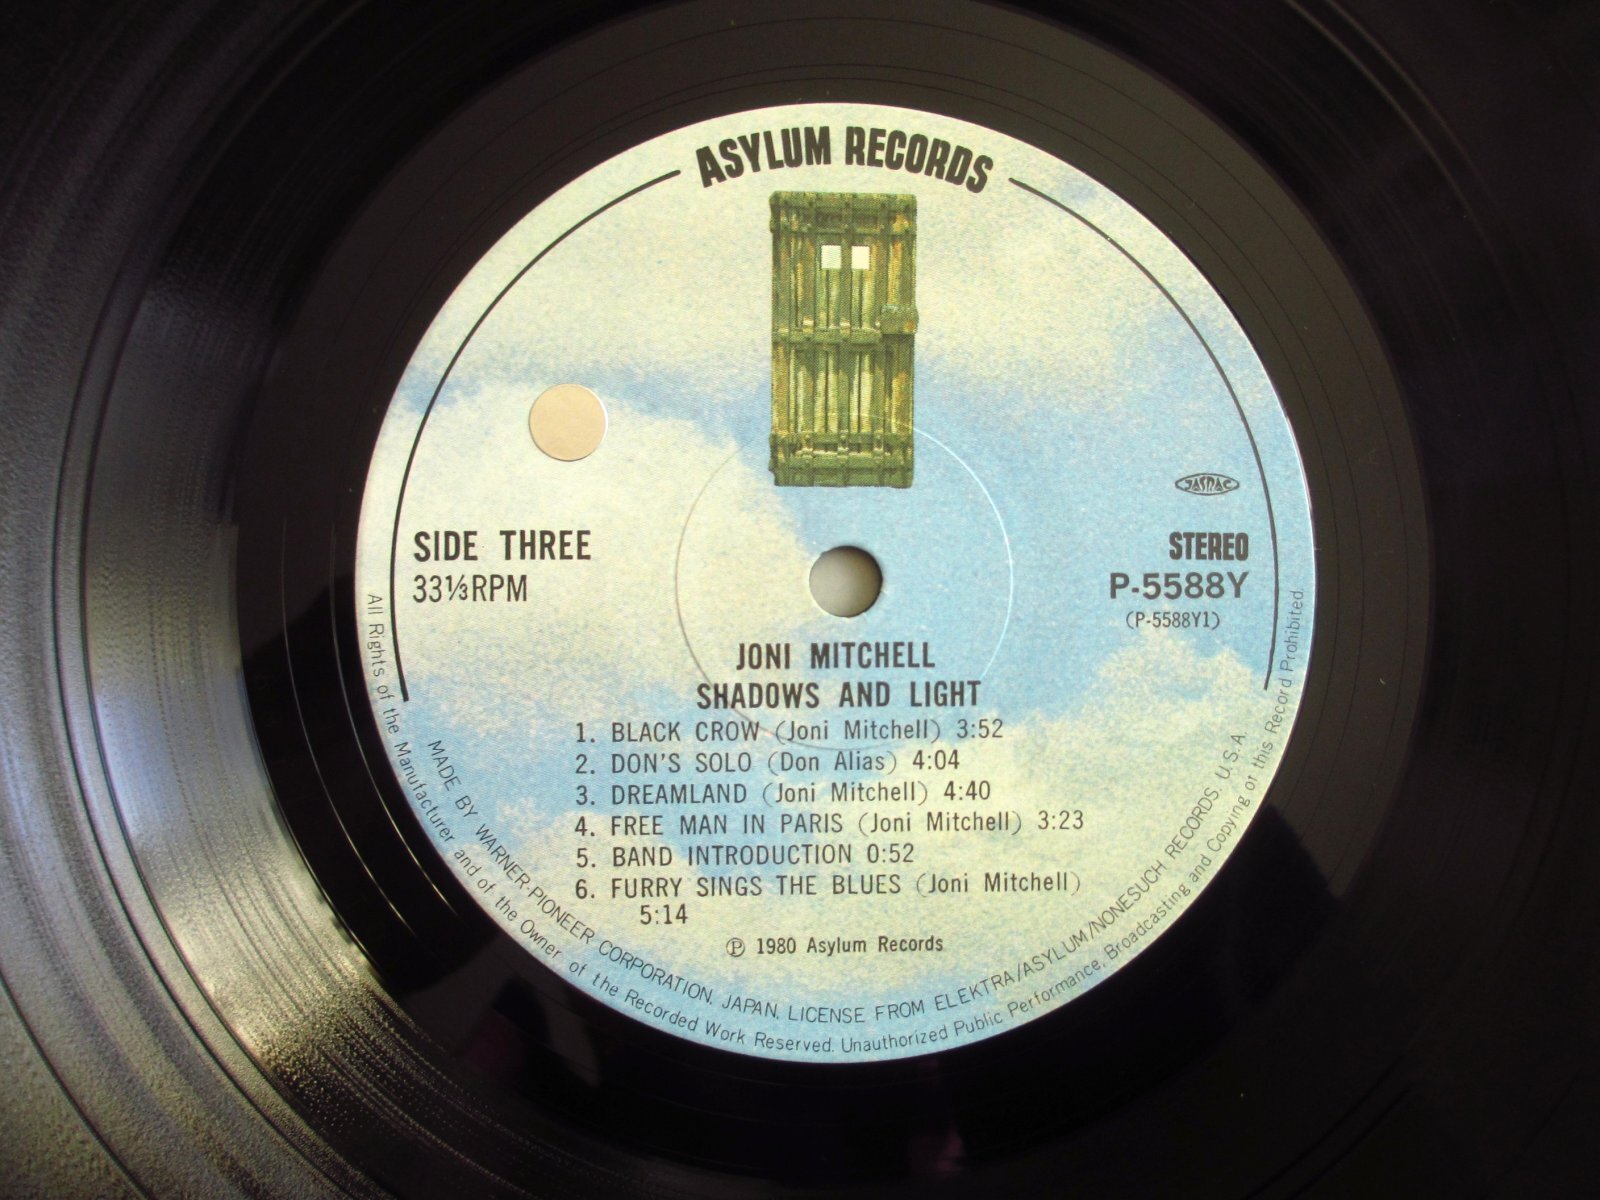 ASYLUM RECORDS
JASRAC
SIDE THREE
33⅓RPM
STEREO
P-5588Y
(P-5588Y1)
JONI MITCHELL
SHADOWS AND LIGHT
1. BLACK CROW (Joni Mitchell) 3:52
2. DON'S SOLO (Don Alias) 4:04
3. DREAMLAND (Joni Mitchell) 4:40
4. FREE MAN IN PARIS (Joni Mitchell) 3:23
5. BAND INTRODUCTION 0:52
6. FURRY SINGS THE BLUES (Joni Mitchell)
5:14
Ⓟ 1980 Asylum Records
MADE BY WARNER-PIONEER CORPORATION, JAPAN. LICENSE FROM ELEKTRA/ASYLUM/NONESUCH RECORDS. U.S.A
All Rights of the Manufacturer and of the Owner of the Recorded Work Reserved. Unauthorized Public Performance, Broadcasting and Copying of this Record Prohibited.